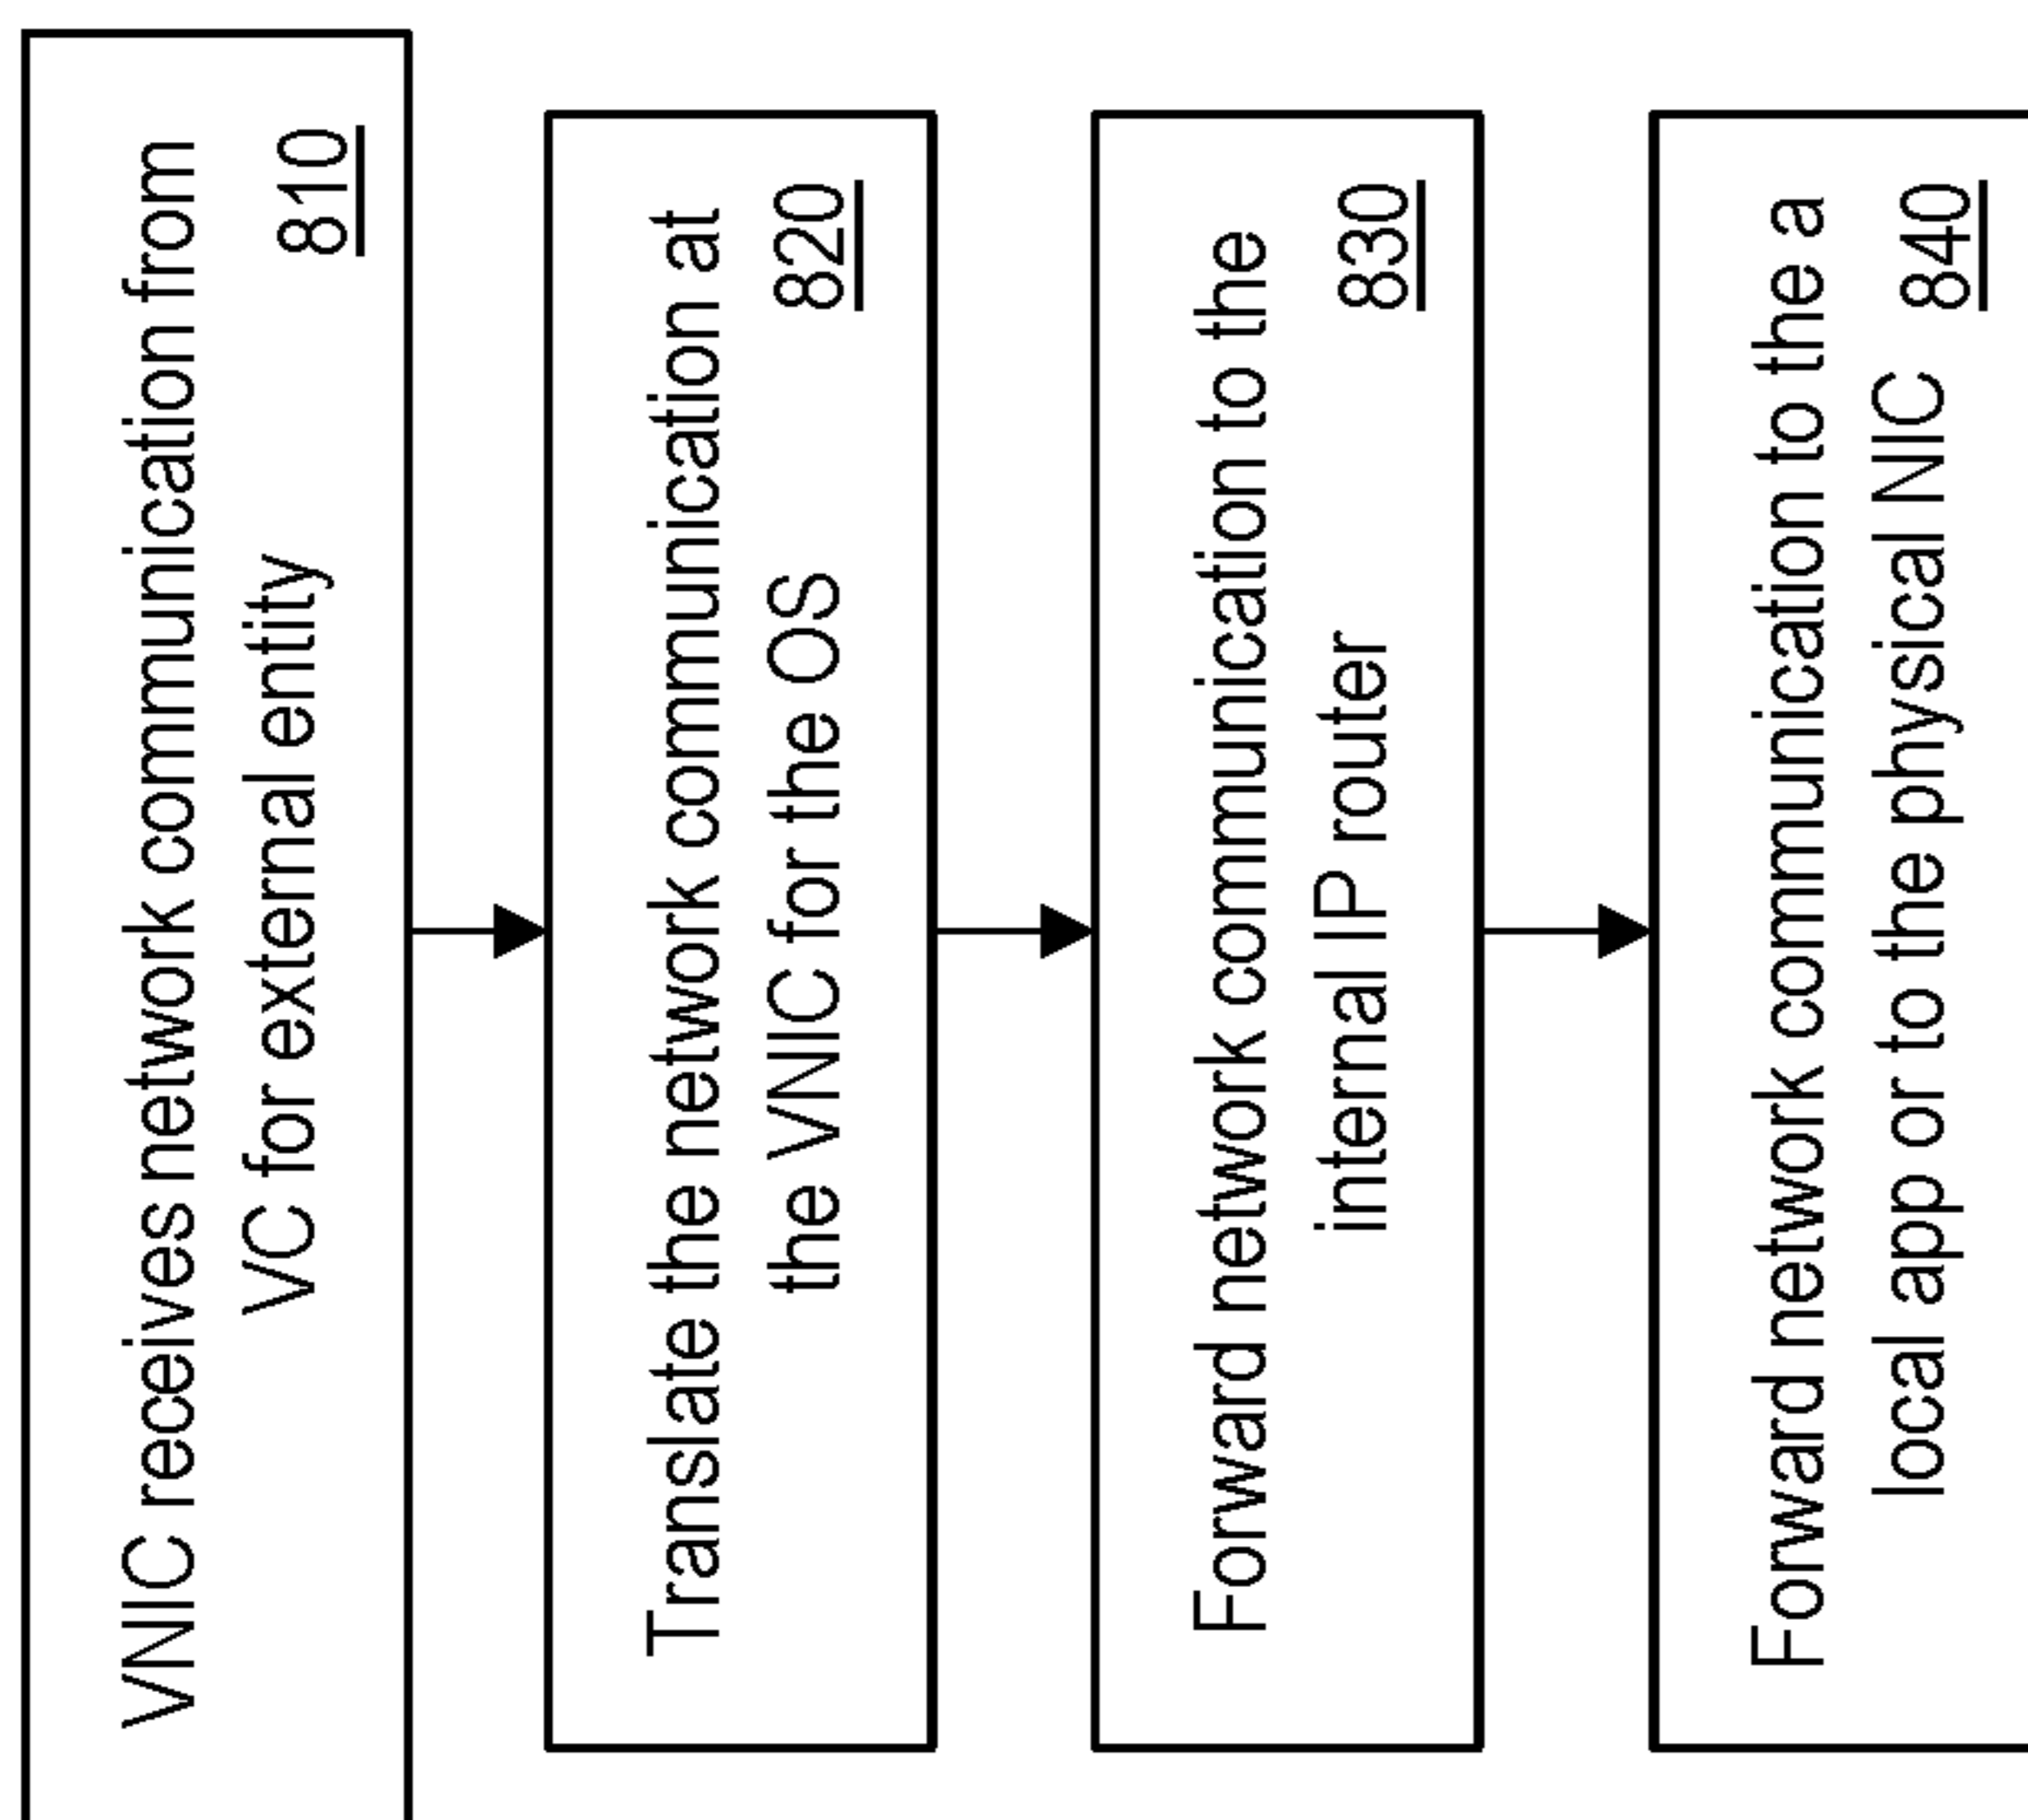 VNIC receives network communication from
VC for external entity 810
Translate the network communication at
the VNIC for the OS 820
Forward network communication to the
internal IP router 830
Forward network communication to the a
local app or to the physical NIC 840